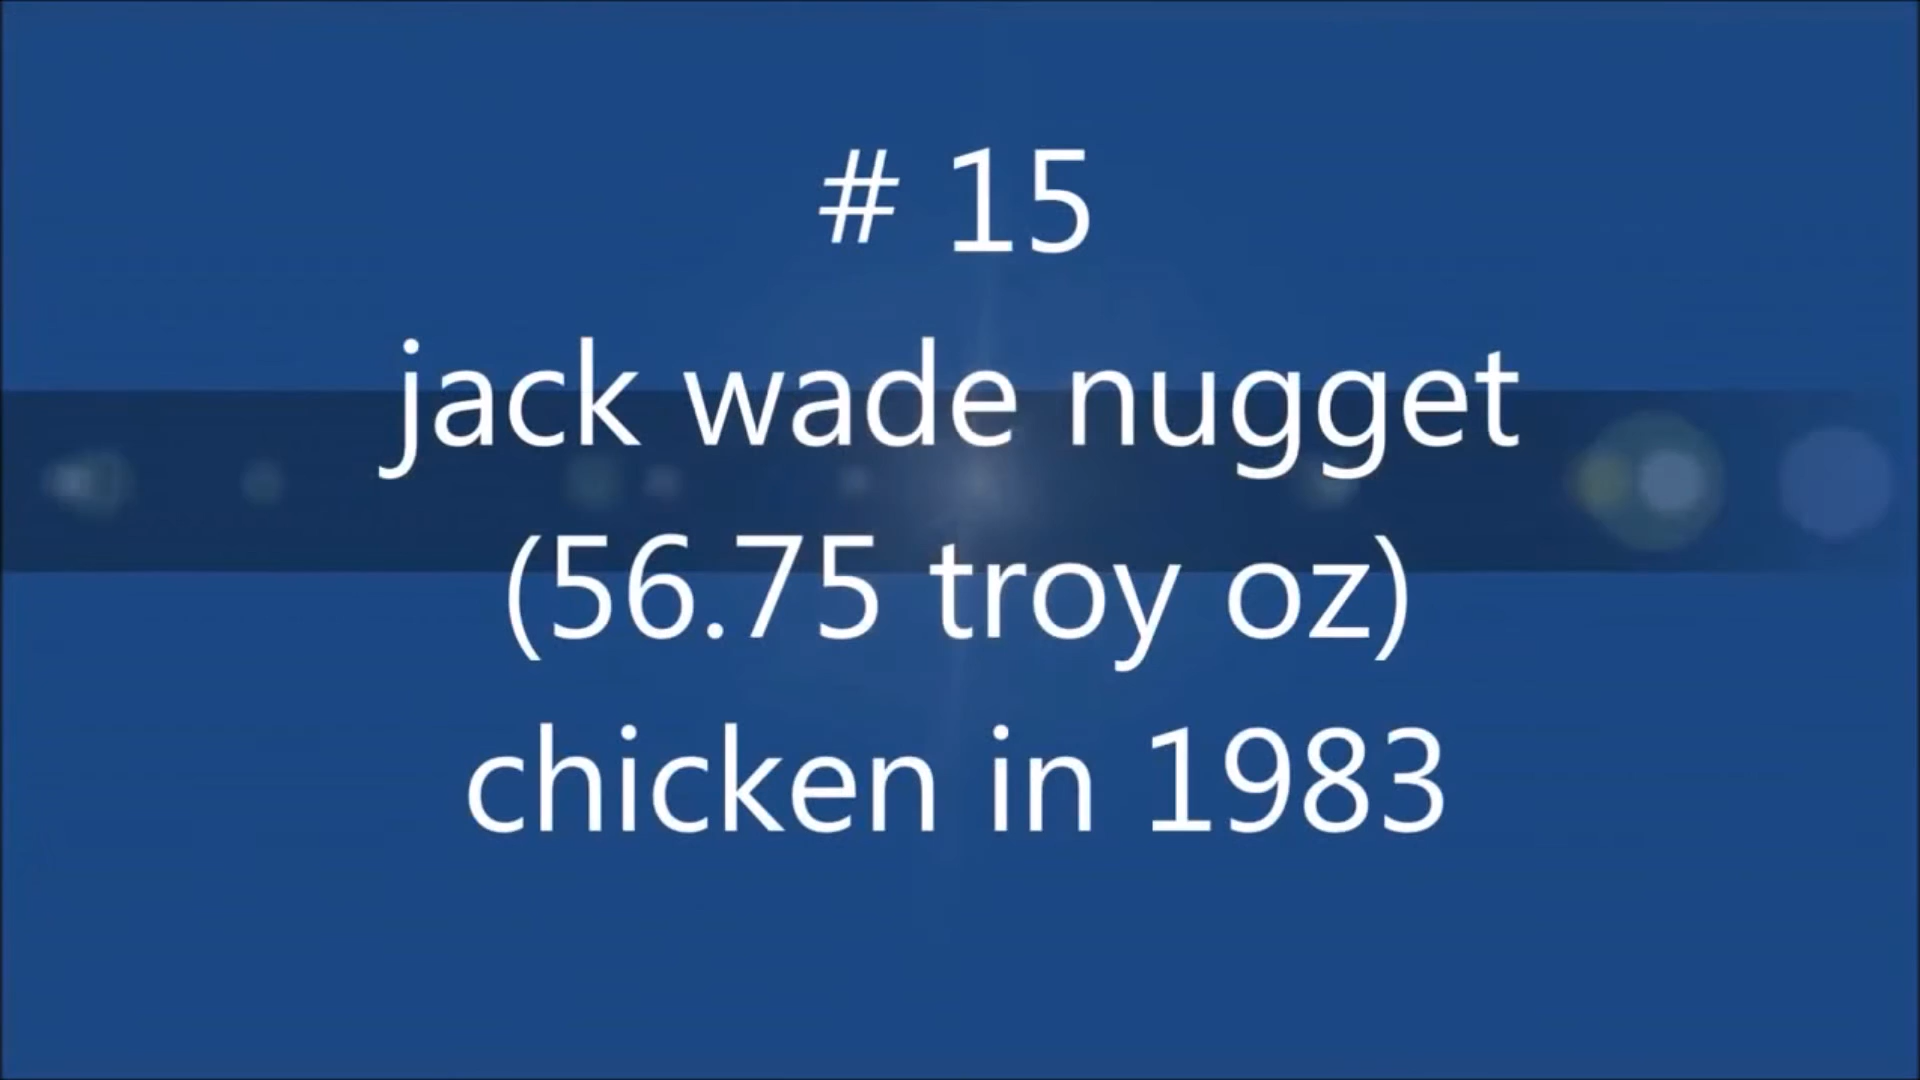 # 15
jack wade nugget
(56.75 troy oz)
chicken in 1983